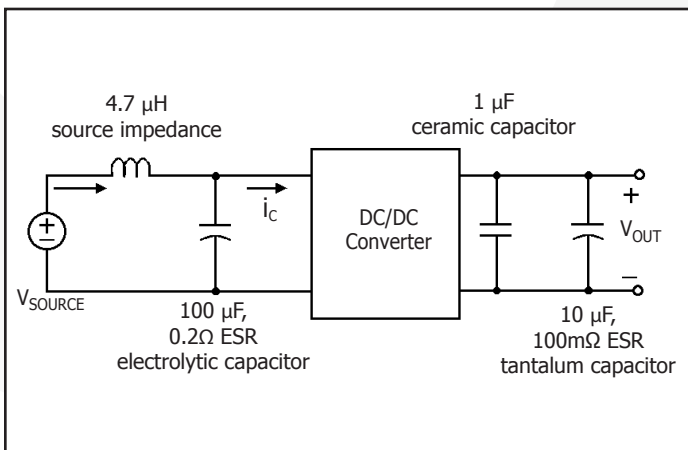 4.7 µH
source impedance
1 µF
ceramic capacitor
iC
DC/DC
Converter
+
VOUT
–
+
–
VSOURCE
100 µF,
0.2Ω ESR
electrolytic capacitor
10 µF,
100mΩ ESR
tantalum capacitor